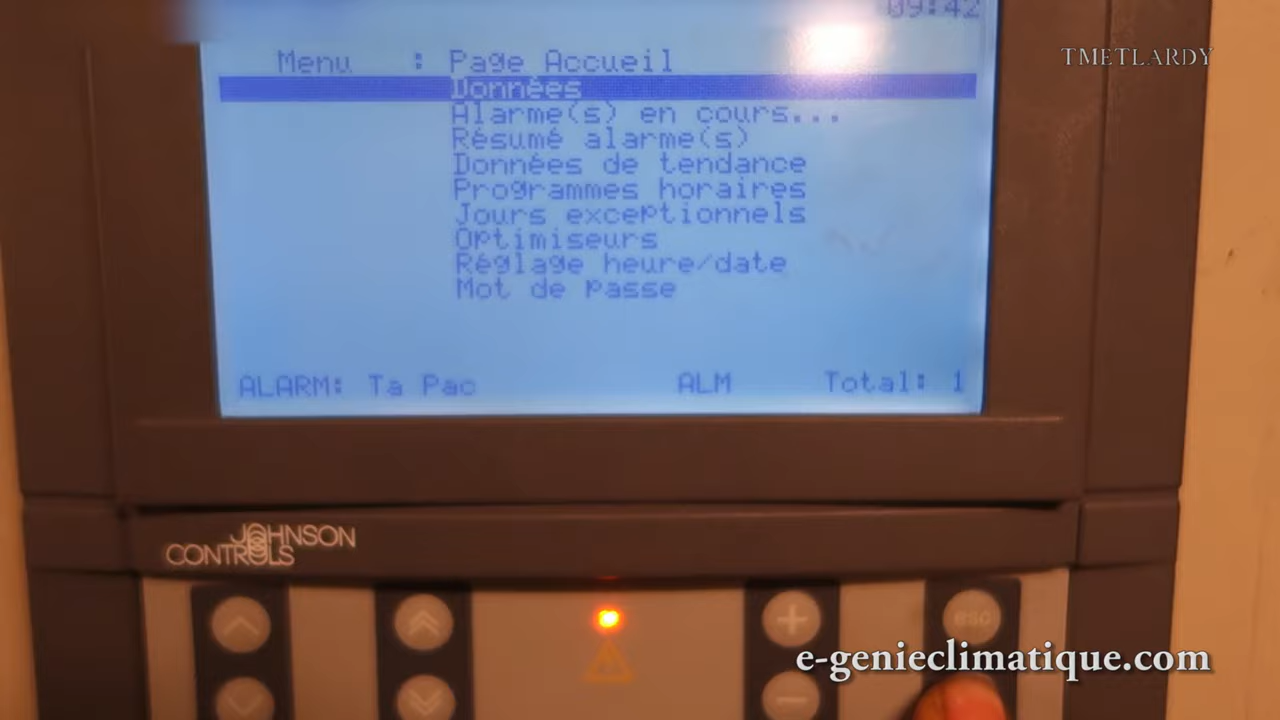 09:42
TMETLARDY
Menu : Page Accueil
Données
Alarme(s) en cours...
Résumé alarme(s)
Données de tendance
Programmes horaires
Jours exceptionnels
Optimiseurs
Réglage heure/date
Mot de passe
ALARM: Ta Pac ALM Total: 1
JOHNSON
CONTROLS
esc
e-genieclimatique.com